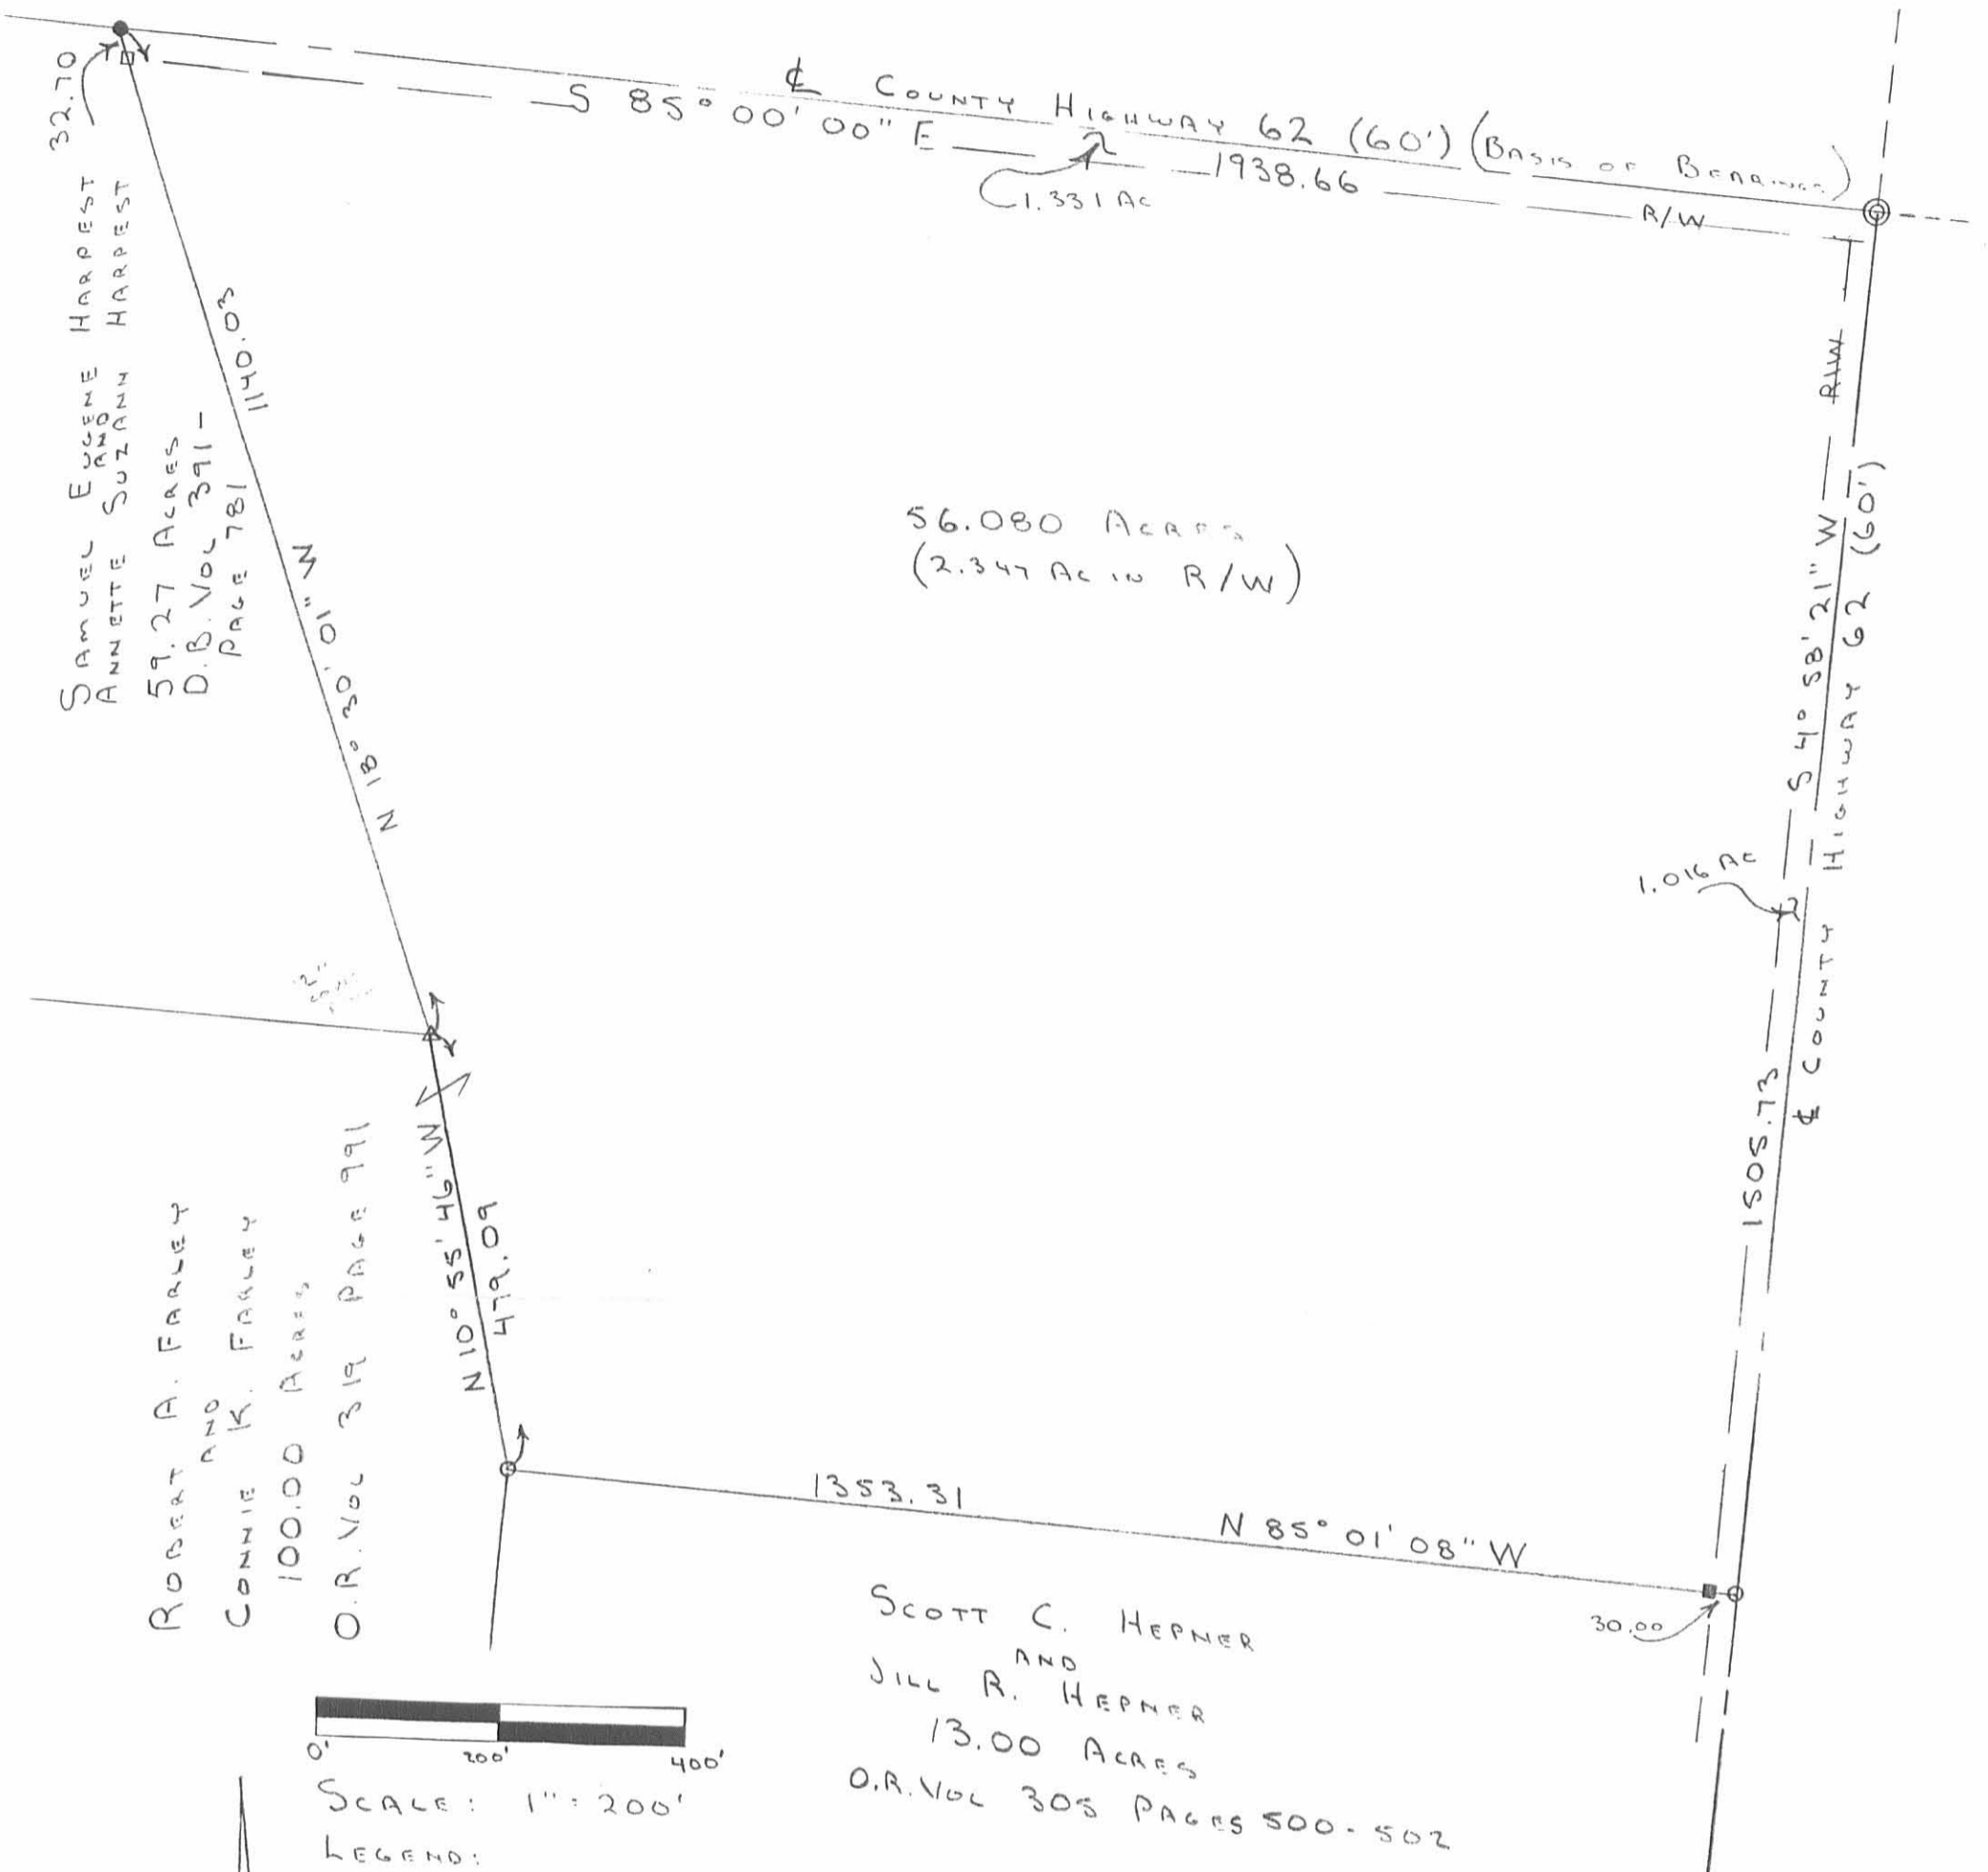 32.70
℄ COUNTY HIGHWAY 62 (60') (BASIS OF BEARINGS)
S 85° 00' 00" E
1938.66
1.331 AC
R/W
SAMUEL EUGENE HARPEST
AND
ANNETTE SUZANN HARPEST
59.27 ACRES
D.B. VOL 391 -
PAGE 781
1140.03
N 18° 30' 01" W
56.080 ACRES
(2.347 AC IN R/W)
R/W
S 4° 58' 21" W
1505.73
℄ COUNTY HIGHWAY 62 (60')
1.016 AC
ROBERT A. FARLEY
AND
CONNIE K. FARLEY
100.00 ACRES
O.R. VOL 319 PAGE 991
N 10° 55' 46" W
479.09
1353.31
N 85° 01' 08" W
30.00
SCOTT C. HEPNER
AND
JILL R. HEPNER
13.00 ACRES
O.R. VOL 305 PAGES 500-502
0' 200' 400'
SCALE: 1" = 200'
LEGEND: